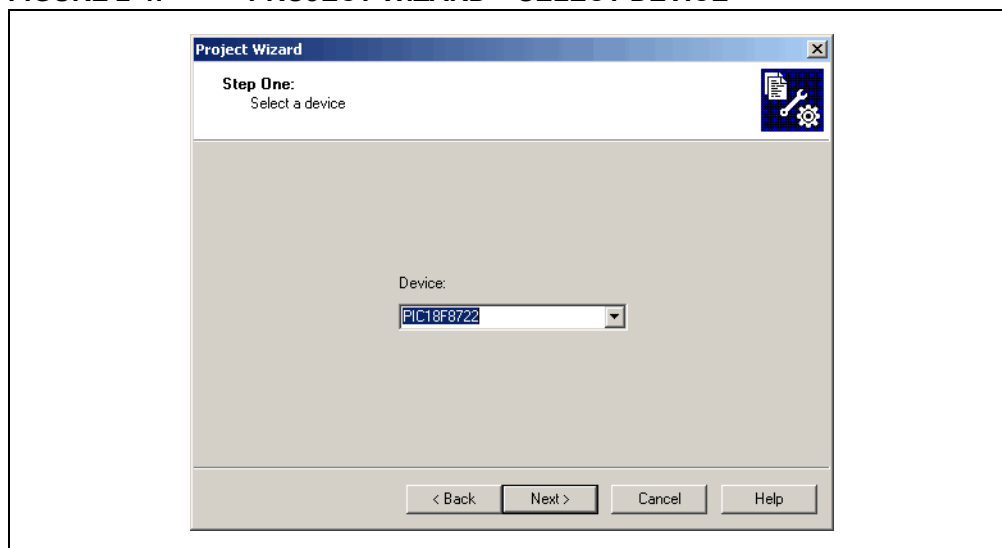 Project Wizard
Step One:
Select a device
Device:
PIC18F8722
< Back Next > Cancel Help